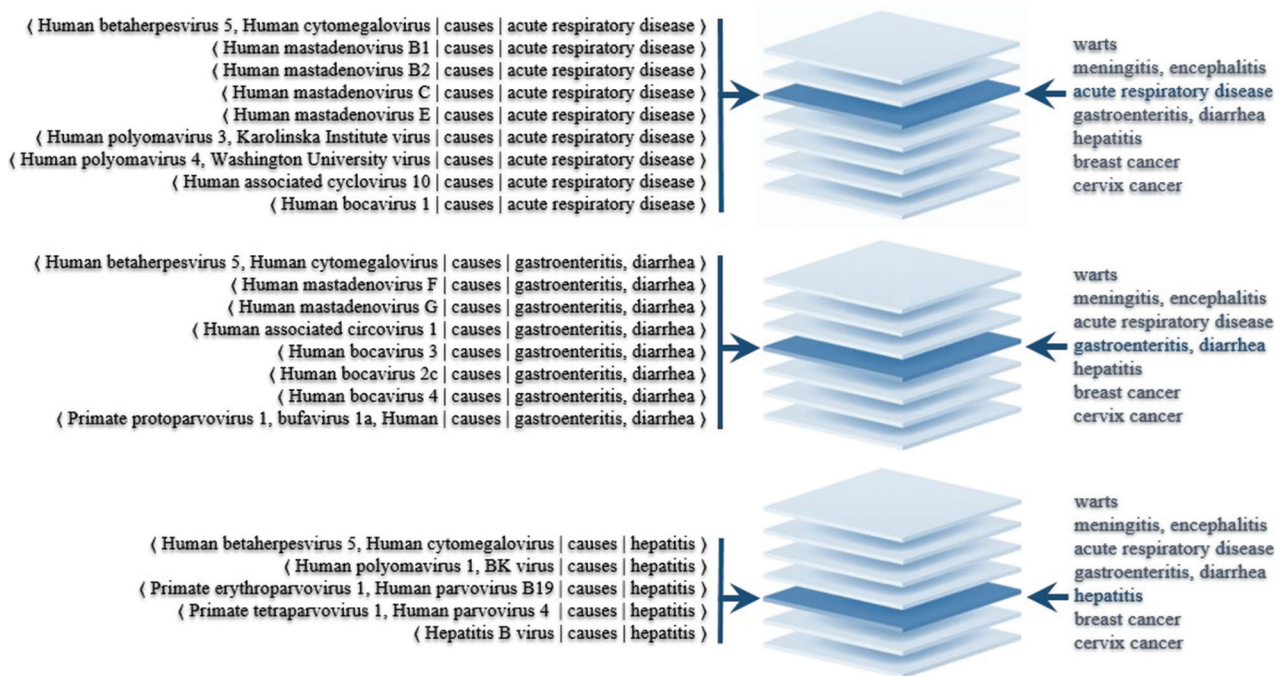 ⟨ Human betaherpesvirus 5, Human cytomegalovirus | causes | acute respiratory disease ⟩
⟨ Human mastadenovirus B1 | causes | acute respiratory disease ⟩
⟨ Human mastadenovirus B2 | causes | acute respiratory disease ⟩
⟨ Human mastadenovirus C | causes | acute respiratory disease ⟩
⟨ Human mastadenovirus E | causes | acute respiratory disease ⟩
⟨ Human polyomavirus 3, Karolinska Institute virus | causes | acute respiratory disease ⟩
⟨ Human polyomavirus 4, Washington University virus | causes | acute respiratory disease ⟩
⟨ Human associated cyclovirus 10 | causes | acute respiratory disease ⟩
⟨ Human bocavirus 1 | causes | acute respiratory disease ⟩
warts
meningitis, encephalitis
acute respiratory disease
gastroenteritis, diarrhea
hepatitis
breast cancer
cervix cancer
⟨ Human betaherpesvirus 5, Human cytomegalovirus | causes | gastroenteritis, diarrhea ⟩
⟨ Human mastadenovirus F | causes | gastroenteritis, diarrhea ⟩
⟨ Human mastadenovirus G | causes | gastroenteritis, diarrhea ⟩
⟨ Human associated circovirus 1 | causes | gastroenteritis, diarrhea ⟩
⟨ Human bocavirus 3 | causes | gastroenteritis, diarrhea ⟩
⟨ Human bocavirus 2c | causes | gastroenteritis, diarrhea ⟩
⟨ Human bocavirus 4 | causes | gastroenteritis, diarrhea ⟩
⟨ Primate protoparvovirus 1, bufavirus 1a, Human | causes | gastroenteritis, diarrhea ⟩
warts
meningitis, encephalitis
acute respiratory disease
gastroenteritis, diarrhea
hepatitis
breast cancer
cervix cancer
⟨ Human betaherpesvirus 5, Human cytomegalovirus | causes | hepatitis ⟩
⟨ Human polyomavirus 1, BK virus | causes | hepatitis ⟩
⟨ Primate erythroparvovirus 1, Human parvovirus B19 | causes | hepatitis ⟩
⟨ Primate tetraparvovirus 1, Human parvovirus 4 | causes | hepatitis ⟩
⟨ Hepatitis B virus | causes | hepatitis ⟩
warts
meningitis, encephalitis
acute respiratory disease
gastroenteritis, diarrhea
hepatitis
breast cancer
cervix cancer